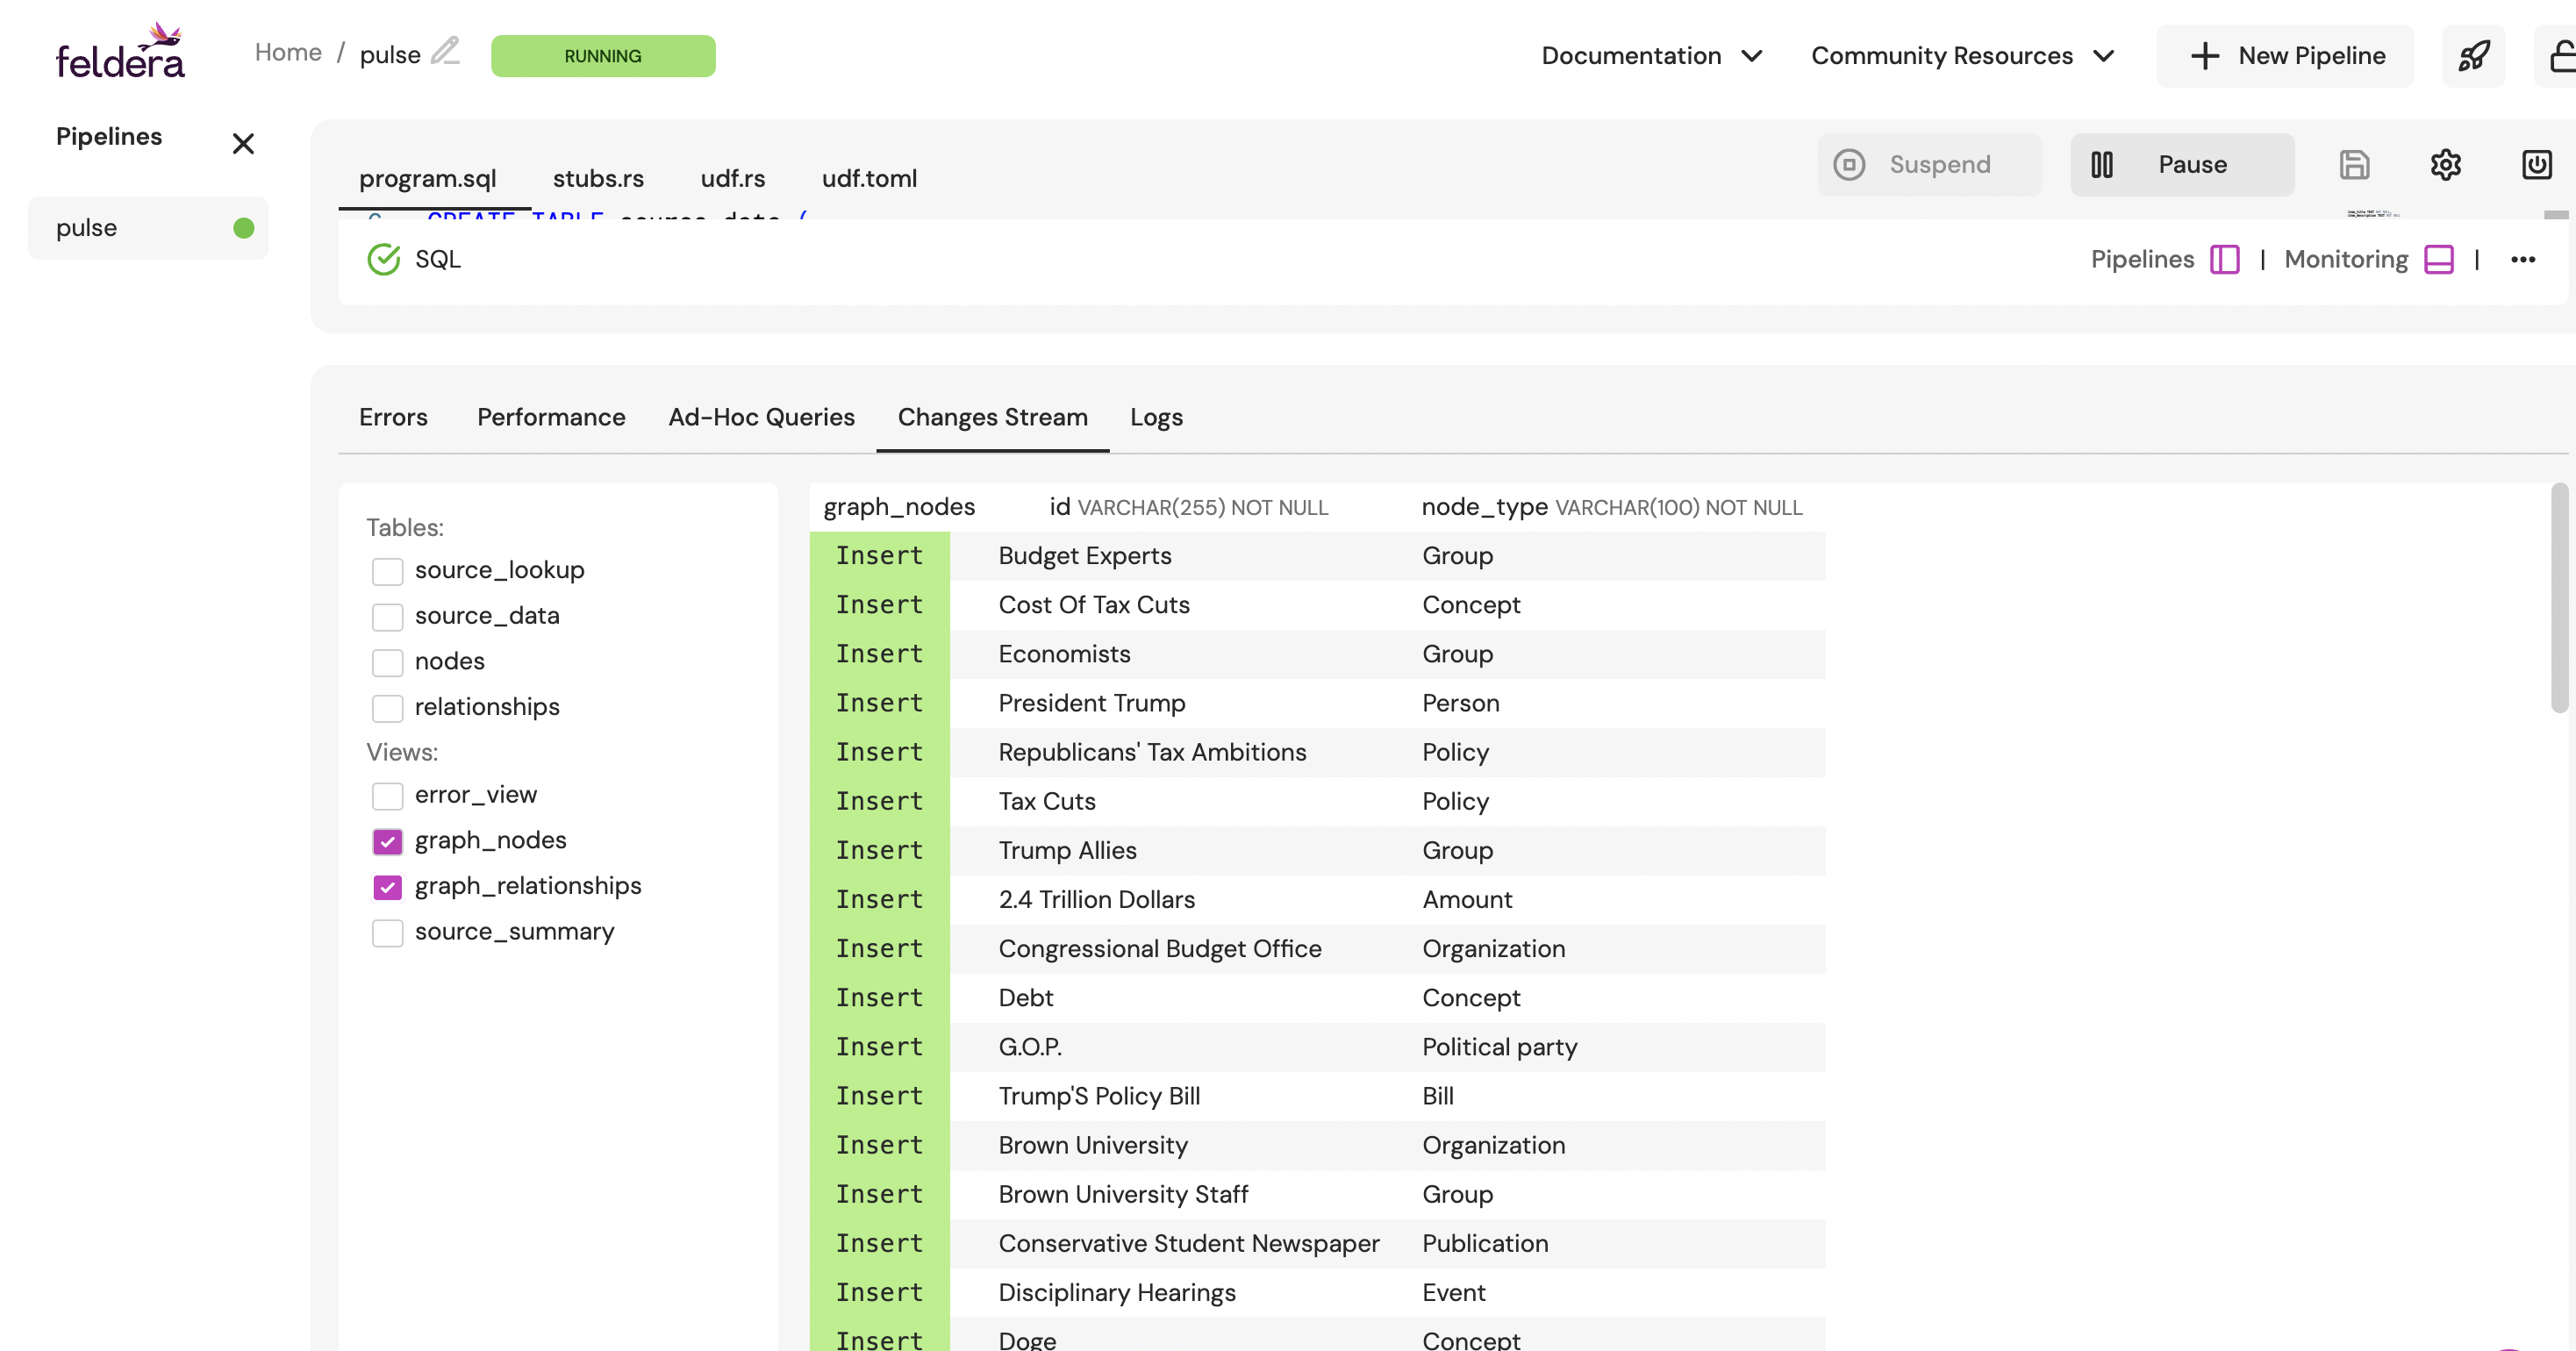 feldera
Home / pulse
RUNNING
Documentation
Community Resources
New Pipeline
Pipelines
pulse
program.sql
stubs.rs
udf.rs
udf.toml
Suspend
Pause
CREATE TABLE source_data (
SQL
Pipelines | Monitoring |
Errors
Performance
Ad-Hoc Queries
Changes Stream
Logs
Tables:
source_lookup
source_data
nodes
relationships
Views:
error_view
graph_nodes
graph_relationships
source_summary
graph_nodes id VARCHAR(255) NOT NULL node_type VARCHAR(100) NOT NULL
Insert Budget Experts Group
Insert Cost Of Tax Cuts Concept
Insert Economists Group
Insert President Trump Person
Insert Republicans' Tax Ambitions Policy
Insert Tax Cuts Policy
Insert Trump Allies Group
Insert 2.4 Trillion Dollars Amount
Insert Congressional Budget Office Organization
Insert Debt Concept
Insert G.O.P. Political party
Insert Trump'S Policy Bill Bill
Insert Brown University Organization
Insert Brown University Staff Group
Insert Conservative Student Newspaper Publication
Insert Disciplinary Hearings Event
Insert Doge Concept